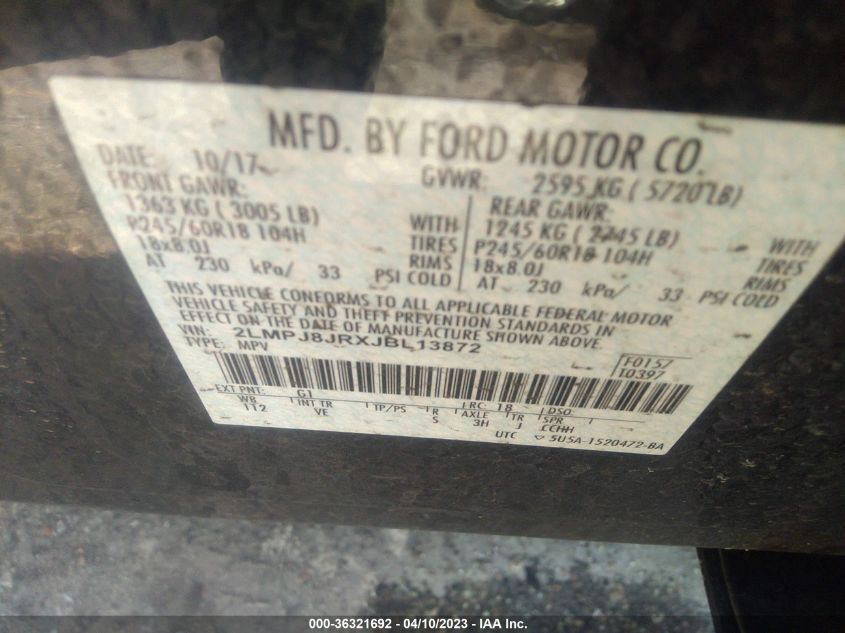 MFD. BY FORD MOTOR CO.
DATE: 10/17 GVWR: 2595 KG ( 5720 LB)
FRONT GAWR: REAR GAWR:
1363 KG ( 3005 LB) WITH 1245 KG ( 2745 LB) WITH
P245/60R18 104H TIRES P245/60R18 104H TIRES
18x8.0J RIMS 18x8.0J RIMS
AT 230 kPa/ 33 PSI COLD AT 230 kPa/ 33 PSI COLD
THIS VEHICLE CONFORMS TO ALL APPLICABLE FEDERAL MOTOR
VEHICLE SAFETY AND THEFT PREVENTION STANDARDS IN
EFFECT ON THE DATE OF MANUFACTURE SHOWN ABOVE.
VIN: 2LMPJ8JRXJBL13872
TYPE: MPV F0157
T0397
EXT PNT: G1 RC: 18 DSO:
WB INT TR TP/PS R AXLE TR SPR
112 VE S 3H J CCHH
UTC ▽ 5U5A-1520472-BA
000-36321692 - 04/10/2023 - IAA Inc.